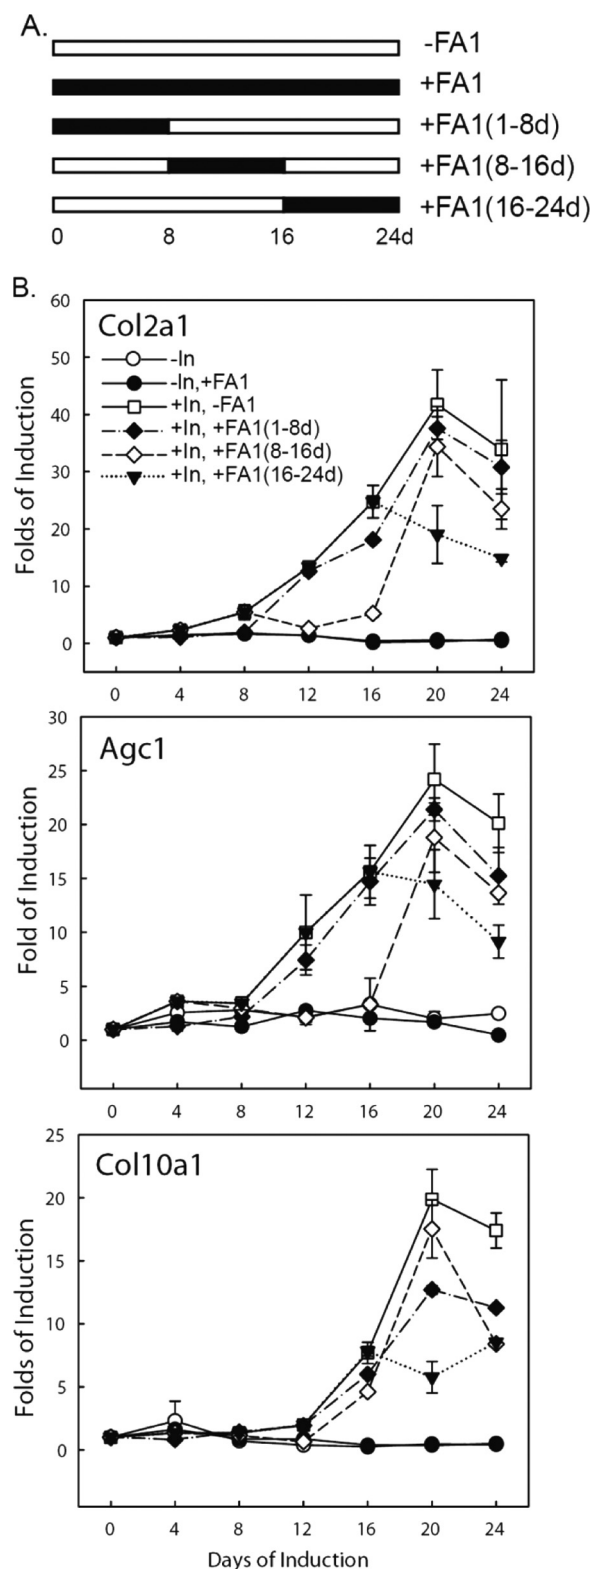 A.
-FA1
+FA1
+FA1(1-8d)
+FA1(8-16d)
+FA1(16-24d)
0 8 16 24d
B.
60
50
40
30
20
10
0
Folds of Induction
Col2a1
-In
-In,+FA1
+In, -FA1
+In, +FA1(1-8d)
+In, +FA1(8-16d)
+In, +FA1(16-24d)
0 4 8 12 16 20 24
30
25
20
15
10
5
0
Fold of Induction
Agc1
0 4 8 12 16 20 24
25
20
15
10
5
0
Folds of Induction
Col10a1
0 4 8 12 16 20 24
Days of Induction